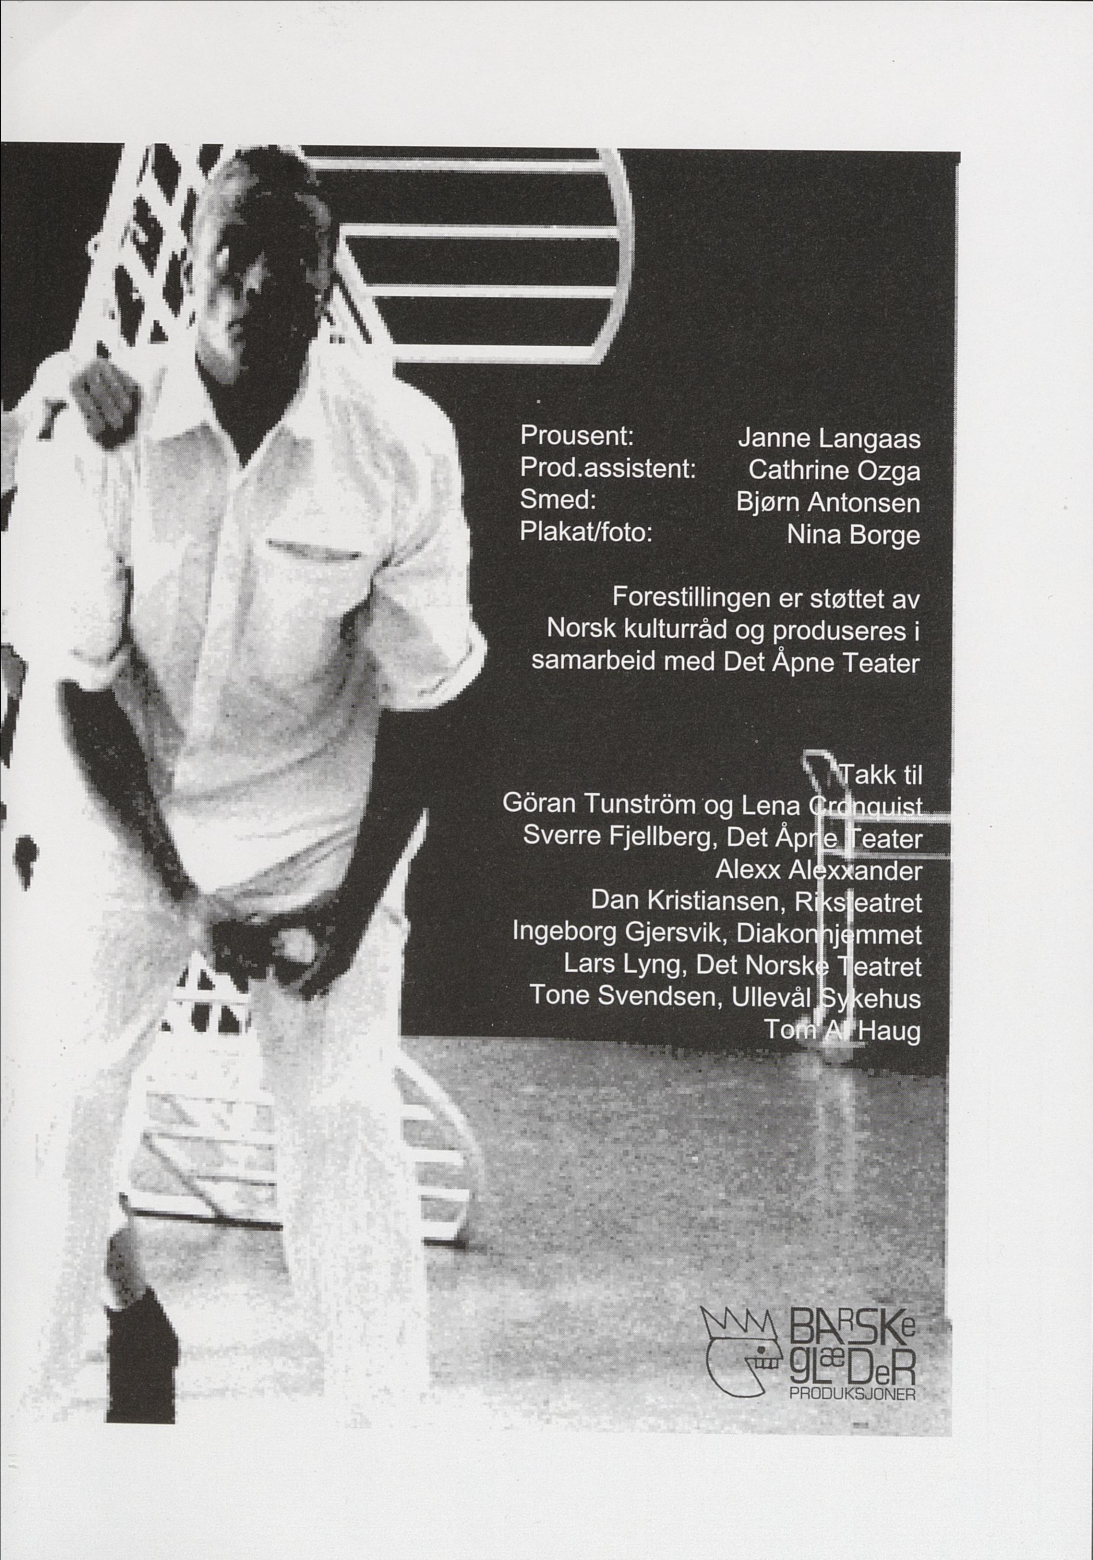 Prousent: Janne Langaas
Prod.assistent: Cathrine Ozga
Smed: Bjørn Antonsen
Plakat/foto: Nina Borge
Forestillingen er støttet av
Norsk kulturråd og produseres i
samarbeid med Det Åpne Teater
Takk til
Göran Tunström og Lena Cronquist
Sverre Fjellberg, Det Åpne Teater
Alexx Alexxander
Dan Kristiansen, Riksteatret
Ingeborg Gjersvik, Diakonhjemmet
Lars Lyng, Det Norske Teatret
Tone Svendsen, Ullevål Sykehus
Tom Al Haug
BARSKe
gLæDeR
PRODUKSJONER